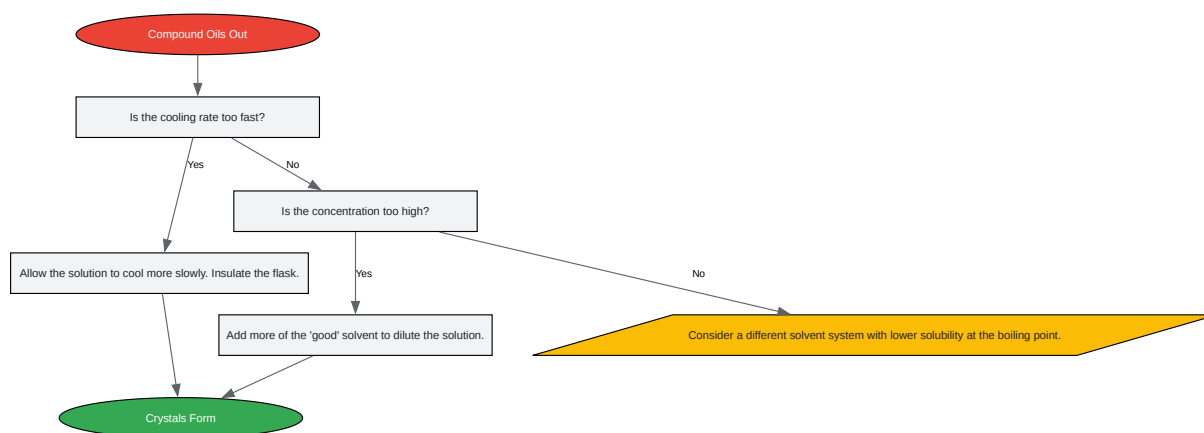 Compound Oils Out
Is the cooling rate too fast?
Yes
No
Is the concentration too high?
Allow the solution to cool more slowly. Insulate the flask.
Yes
No
Add more of the 'good' solvent to dilute the solution.
Consider a different solvent system with lower solubility at the boiling point.
Crystals Form